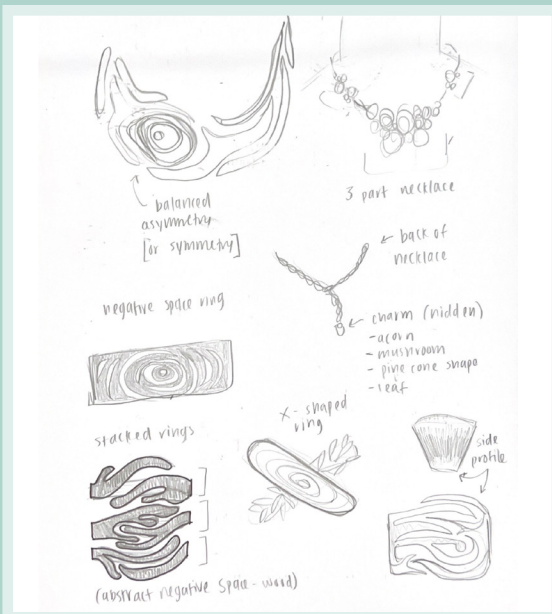 balanced
asymmetry
[or symmetry]
3 part necklace
back of
necklace
charm (hidden)
-acorn
-mushroom
-pine cone shape
-leaf
negative space ring
x-shaped
ring
side
profile
stacked rings
(abstract negative space-wood)